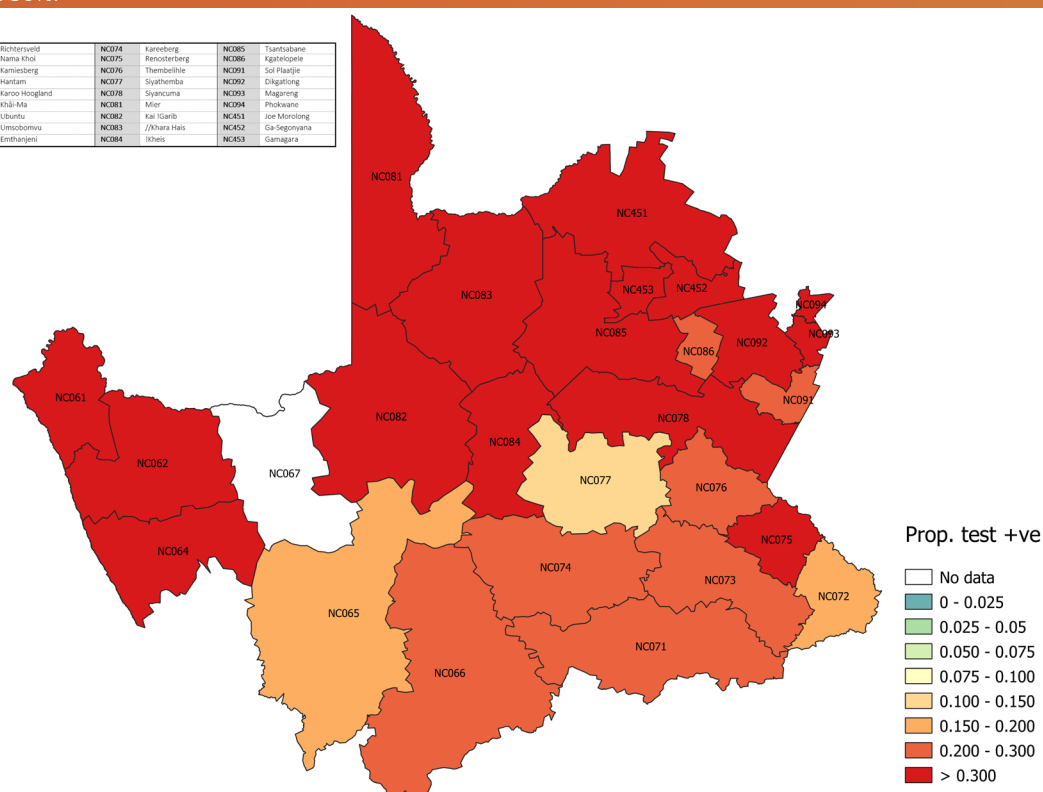 Richtersveld NC074 Kareeberg NC085 Tsantsabane
Nama Khoi NC075 Renosterberg NC086 Kgatelopele
Kamiesberg NC076 Thembelihle NC091 Sol Plaatjie
Hantam NC077 Siyathemba NC092 Dikgatlong
Karoo Hoogland NC078 Siyancuma NC093 Magareng
Khâi-Ma NC081 Mier NC094 Phokwane
Ubuntu NC082 Kai !Garib NC451 Joe Morolong
Umsobomvu NC083 //Khara Hais NC452 Ga-Segonyana
Emthanjeni NC084 !Kheis NC453 Gamagara
NC081
NC451
NC453
NC452
NC083
NC094
NC085
NC093
NC086
NC092
NC061
NC091
NC082
NC078
NC084
NC062
NC067
NC077
NC076
NC064
NC075
NC074
NC073
NC072
NC065
NC071
NC066
Prop. test +ve
No data
0 - 0.025
0.025 - 0.05
0.050 - 0.075
0.075 - 0.100
0.100 - 0.150
0.150 - 0.200
0.200 - 0.300
> 0.300